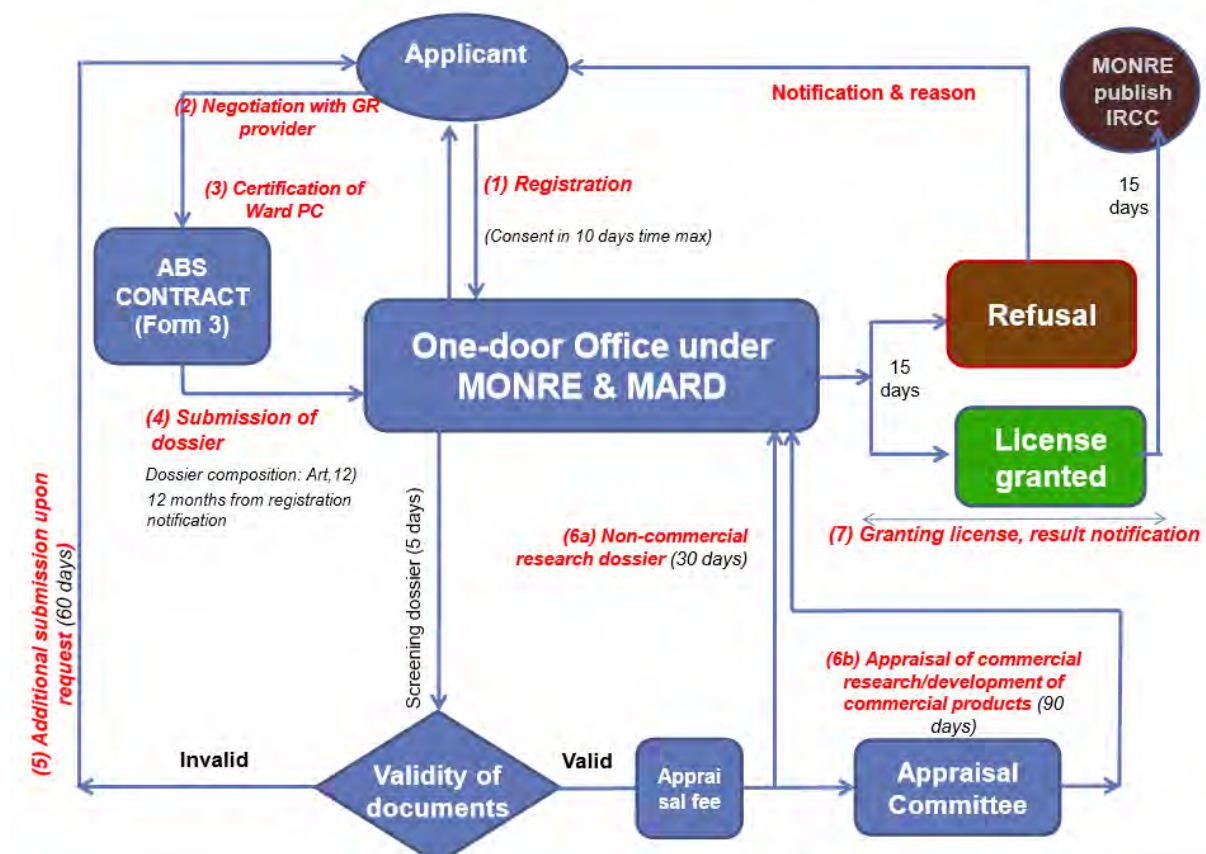 Applicant
MONRE
publish
IRCC
Notification & reason
(2) Negotiation with GR
provider
(3) Certification of
Ward PC
(1) Registration
(Consent in 10 days time max)
15
days
ABS
CONTRACT
(Form 3)
One-door Office under
MONRE & MARD
Refusal
15
days
License
granted
(4) Submission of
dossier
Dossier composition: Art,12)
12 months from registration
notification
(7) Granting license, result notification
(5) Additional submission upon
request (60 days)
Screening dossier (5 days)
(6a) Non-commercial
research dossier (30 days)
(6b) Appraisal of commercial
research/development of
commercial products (90
days)
Invalid
Validity of
documents
Valid
Apprai
sal fee
Appraisal
Committee